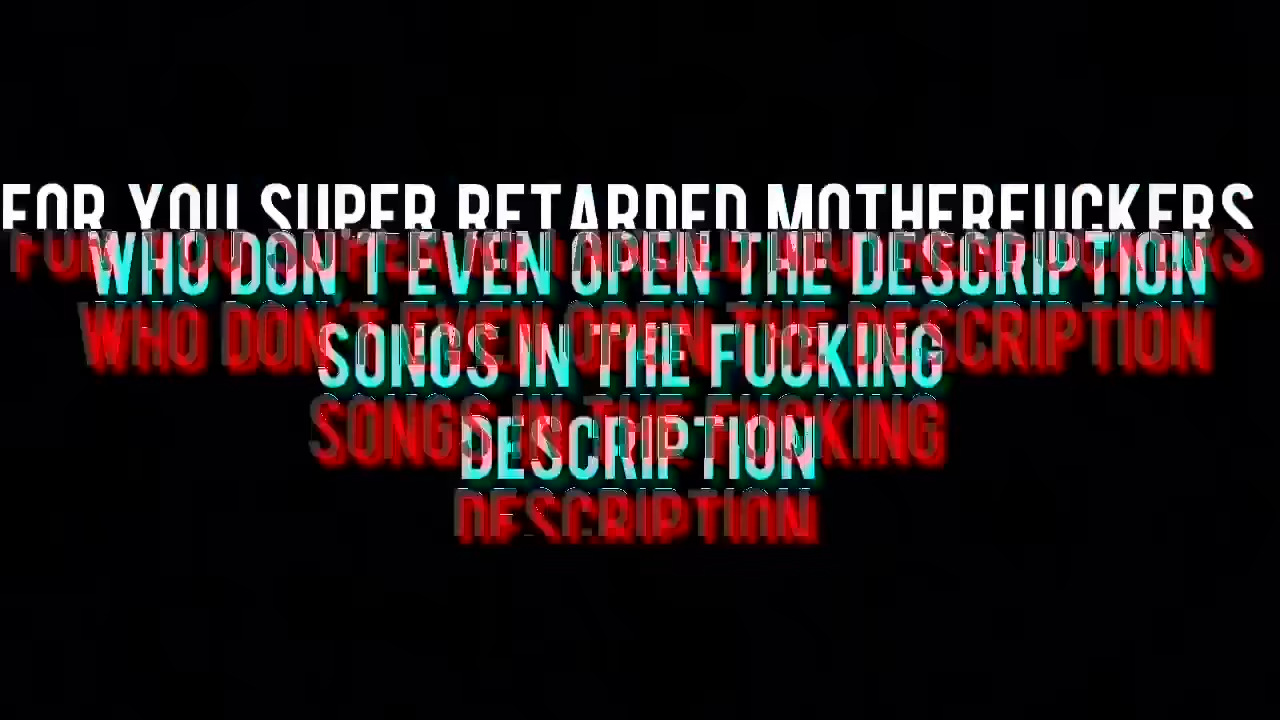 FOR YOU SUPER RETARDED MOTHERFUCKERS
WHO DON'T EVEN OPEN THE DESCRIPTION
SONGS IN THE FUCKING
DESCRIPTION